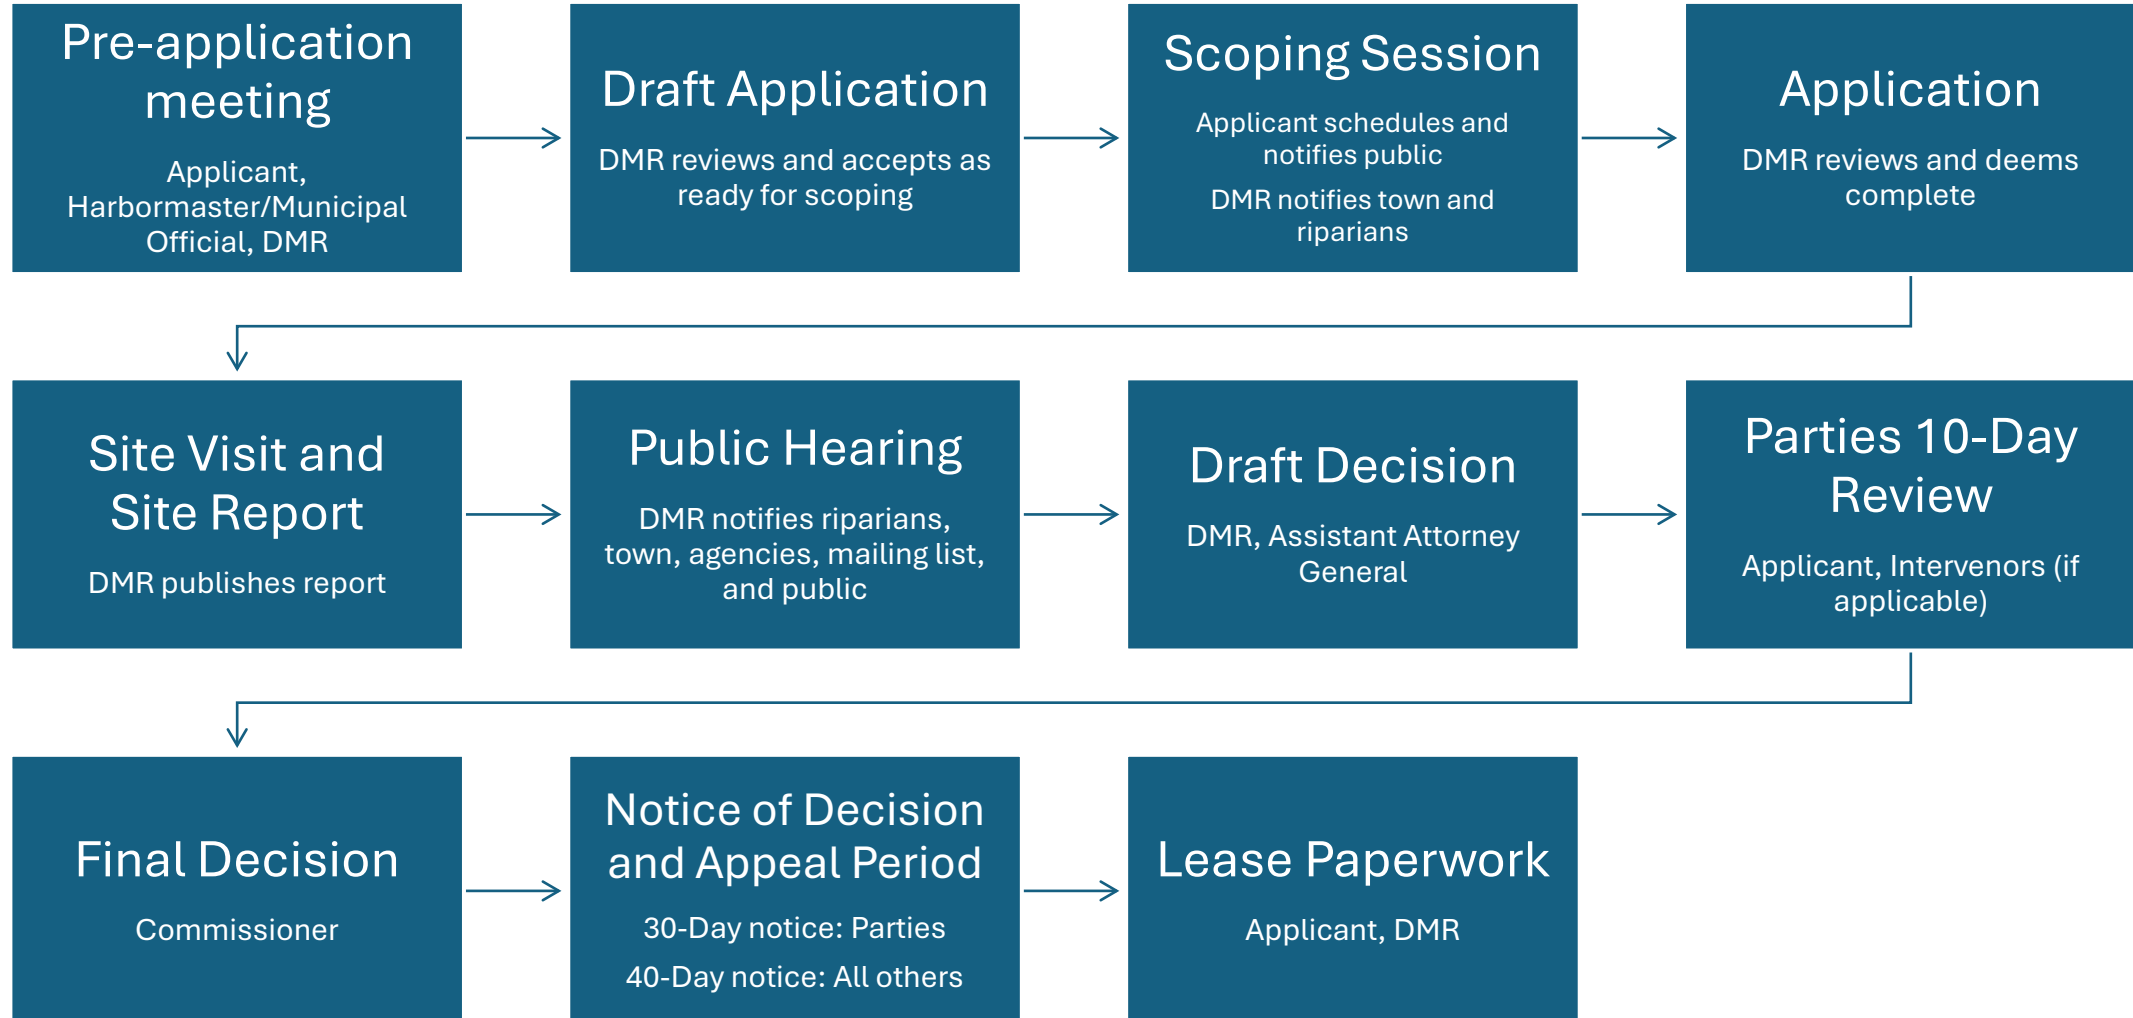 Pre-application
meeting
Applicant,
Harbormaster/Municipal
Official, DMR
Draft Application
DMR reviews and accepts as
ready for scoping
Scoping Session
Applicant schedules and
notifies public
DMR notifies town and
riparians
Application
DMR reviews and deems
complete
Site Visit and
Site Report
DMR publishes report
Public Hearing
DMR notifies riparians,
town, agencies, mailing list,
and public
Draft Decision
DMR, Assistant Attorney
General
Parties 10-Day
Review
Applicant, Intervenors (if
applicable)
Final Decision
Commissioner
Notice of Decision
and Appeal Period
30-Day notice: Parties
40-Day notice: All others
Lease Paperwork
Applicant, DMR